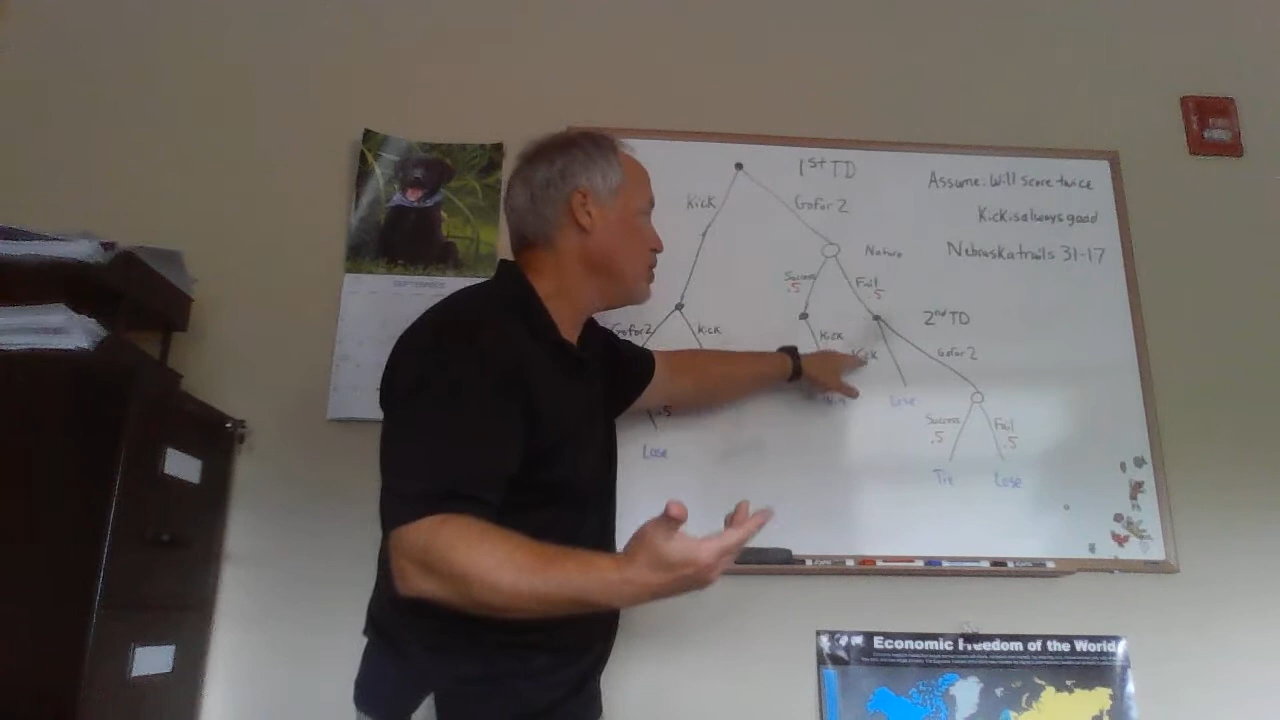 SEPTEMBER
1st TD
Assume: Will score twice
Kick
Go for 2
Kick is always good
Nature
Nebraska trails 31-17
Success
.5
Fail
.5
2nd TD
Go for 2
Kick
Kick
Kick
Go for 2
Lose
.5
Success
.5
Fail
.5
Lose
Tie
Lose
Economic Freedom of the World